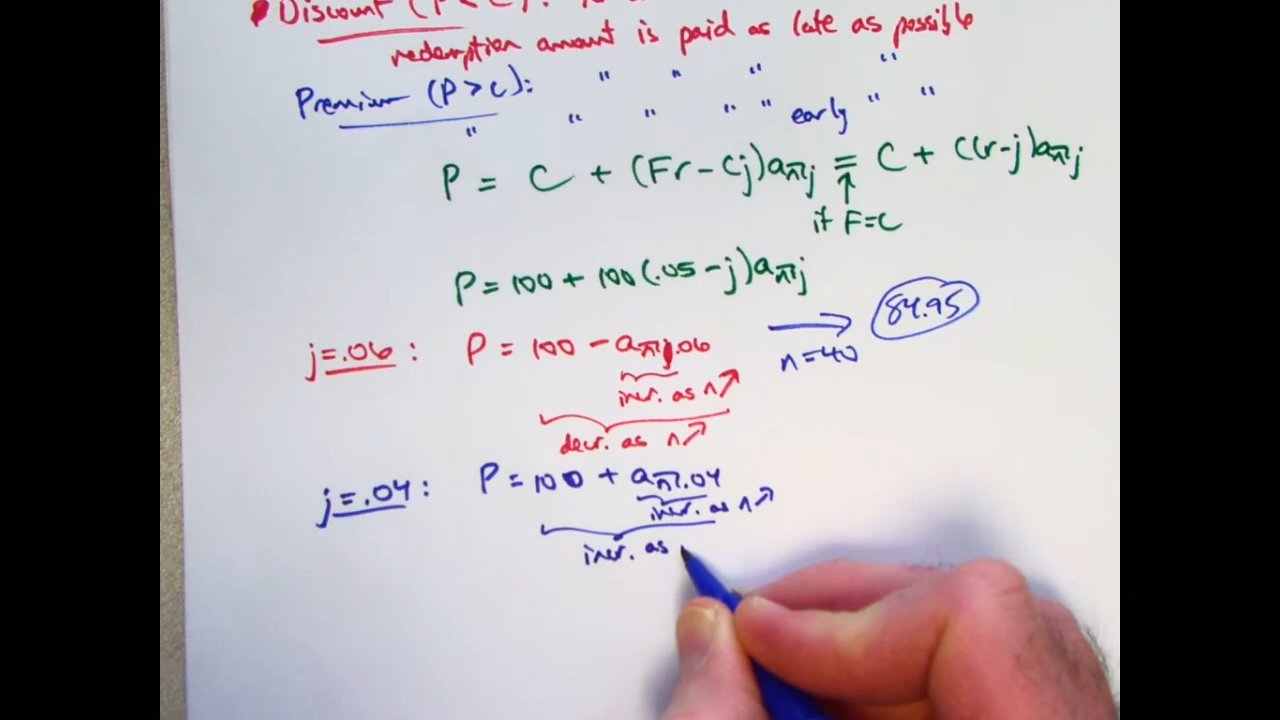 Discount (P < C):
redemption amount is paid as late as possible
Premium (P > C): " " " "
" " " " " early " "
P = C + (Fr - Cj)a_n̅|j = C + C(r-j)a_n̅|j
↑
if F=C
P = 100 + 100(.05 - j)a_n̅|j
j=.06 : P = 100 - a_n̅|.06 → n=40 84.95
incr. as n↗
decr. as n↗
j=.04 : P = 100 + a_n̅|.04
incr. as n↗
incr. as